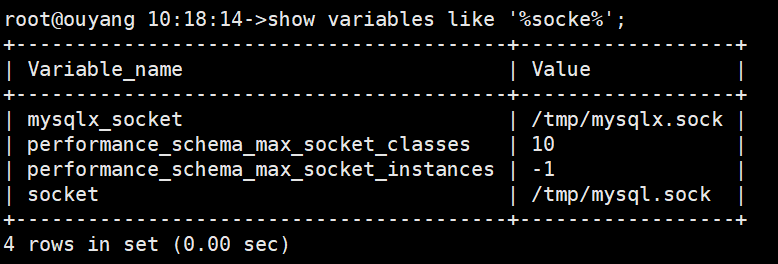 root@ouyang 10:18:14->show variables like '%socke%';
+-----------------------------------------+------------------+
| Variable_name                           | Value            |
+-----------------------------------------+------------------+
| mysqlx_socket                           | /tmp/mysqlx.sock |
| performance_schema_max_socket_classes   | 10               |
| performance_schema_max_socket_instances | -1               |
| socket                                  | /tmp/mysql.sock  |
+-----------------------------------------+------------------+
4 rows in set (0.00 sec)